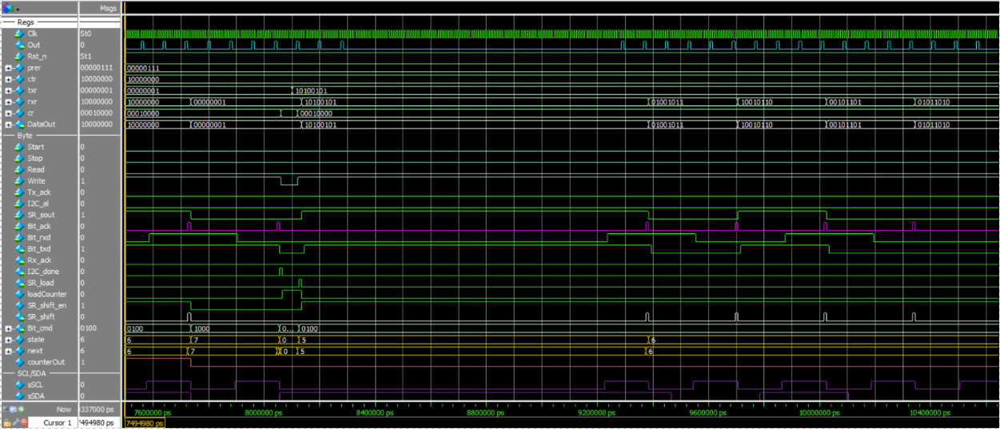 Msgs
Regs
Clk St0
Out 0
Rst_n St1
prer 00000111 00000111
ctr 10000000 10000000
txr 00000001 00000001 10100101
rxr 10000000 10000000 00000001 10100101 01001011 10010110 00101101 01011010
cr 00010000 00010000 00010000
DataOut 10000000 10000000 00000001 10100101 01001011 10010110 00101101 01011010
Byte
Start 0
Stop 0
Read 0
Write 1
Tx_ack 0
I2C_al 0
SR_sout 1
Bit_ack 0
Bit_rxd 0
Bit_txd 1
Rx_ack 0
I2C_done 0
SR_load 0
loadCounter 0
SR_shift_en 1
SR_shift 0
Bit_cmd 0100 0100 1000 0... 0100
state 6 6 7 0 5 6
next 6 6 7 0 5 6
counterOut 1
SCL/SDA
sSCL 0
sSDA 0
Now 337000 ps 7600000 ps 8000000 ps 8400000 ps 8800000 ps 9200000 ps 9600000 ps 10000000 ps 10400000 ps
Cursor 1 494980 ps 7494980 ps